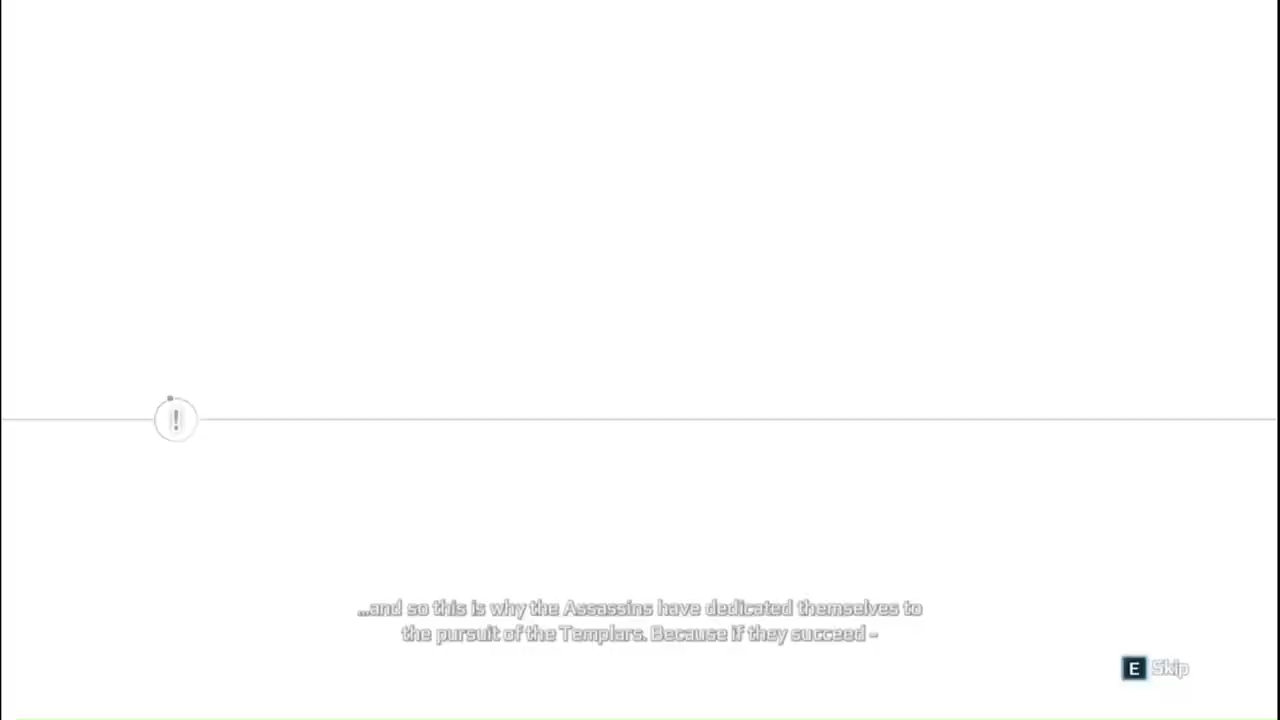 !
...and so this is why the Assassins have dedicated themselves to
the pursuit of the Templars. Because if they succeed -
E Skip